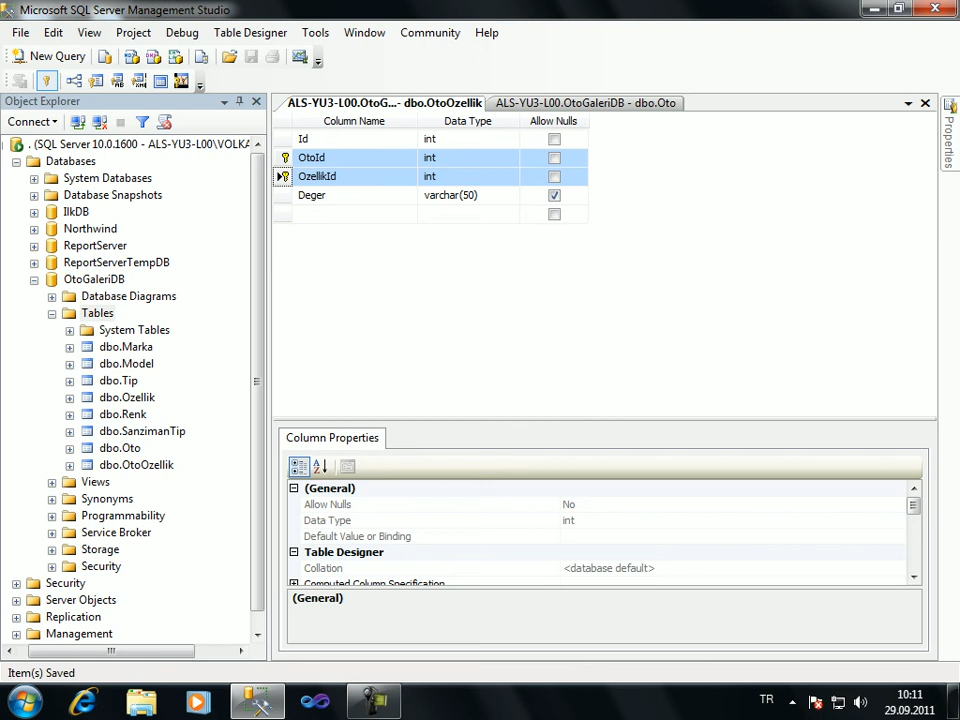 Microsoft SQL Server Management Studio
File Edit View Project Debug Table Designer Tools Window Community Help
New Query
Object Explorer
Connect
. (SQL Server 10.0.1600 - ALS-YU3-L00\VOLKA
Databases
System Databases
Database Snapshots
IlkDB
Northwind
ReportServer
ReportServerTempDB
OtoGaleriDB
Database Diagrams
Tables
System Tables
dbo.Marka
dbo.Model
dbo.Tip
dbo.Ozellik
dbo.Renk
dbo.SanzimanTip
dbo.Oto
dbo.OtoOzellik
Views
Synonyms
Programmability
Service Broker
Storage
Security
Security
Server Objects
Replication
Management
ALS-YU3-L00.OtoG...- dbo.OtoOzellik ALS-YU3-L00.OtoGaleriDB - dbo.Oto
Column Name Data Type Allow Nulls
Id int
OtoId int
OzellikId int
Deger varchar(50)
Column Properties
(General)
Allow Nulls No
Data Type int
Default Value or Binding
Table Designer
Collation <database default>
Computed Column Specification
(General)
Properties
Item(s) Saved
TR
10:11
29.09.2011